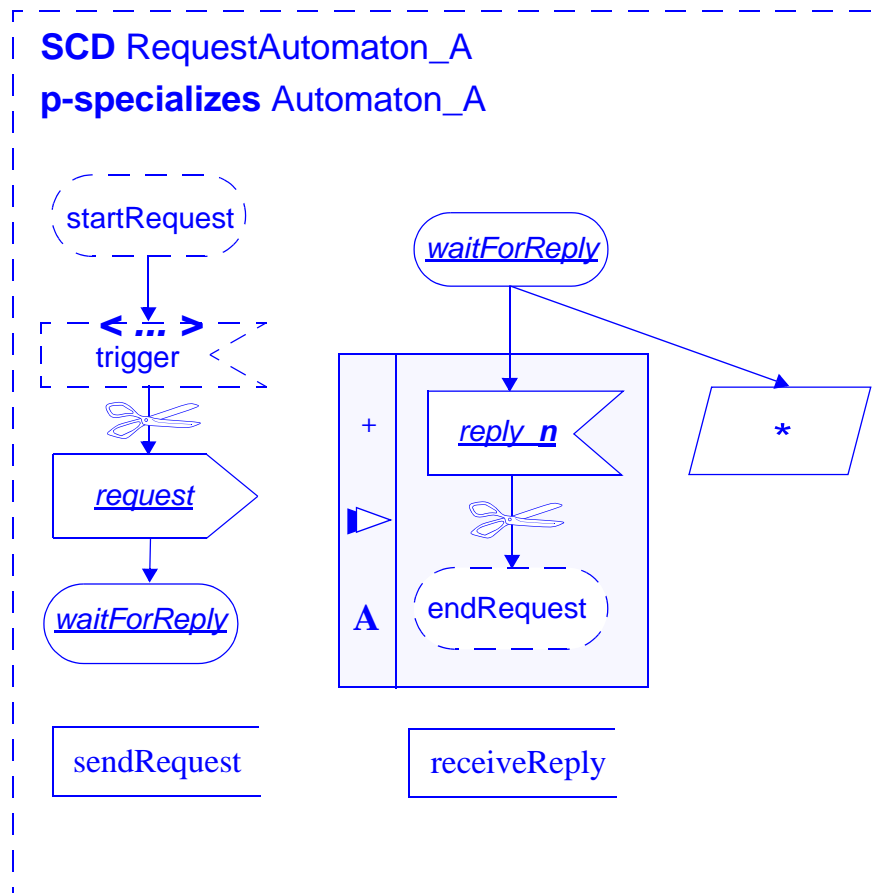 SCD RequestAutomaton_A
p-specializes Automaton_A
startRequest
< ... >
trigger
request
waitForReply
sendRequest
waitForReply
+
reply_n
A
endRequest
*
receiveReply